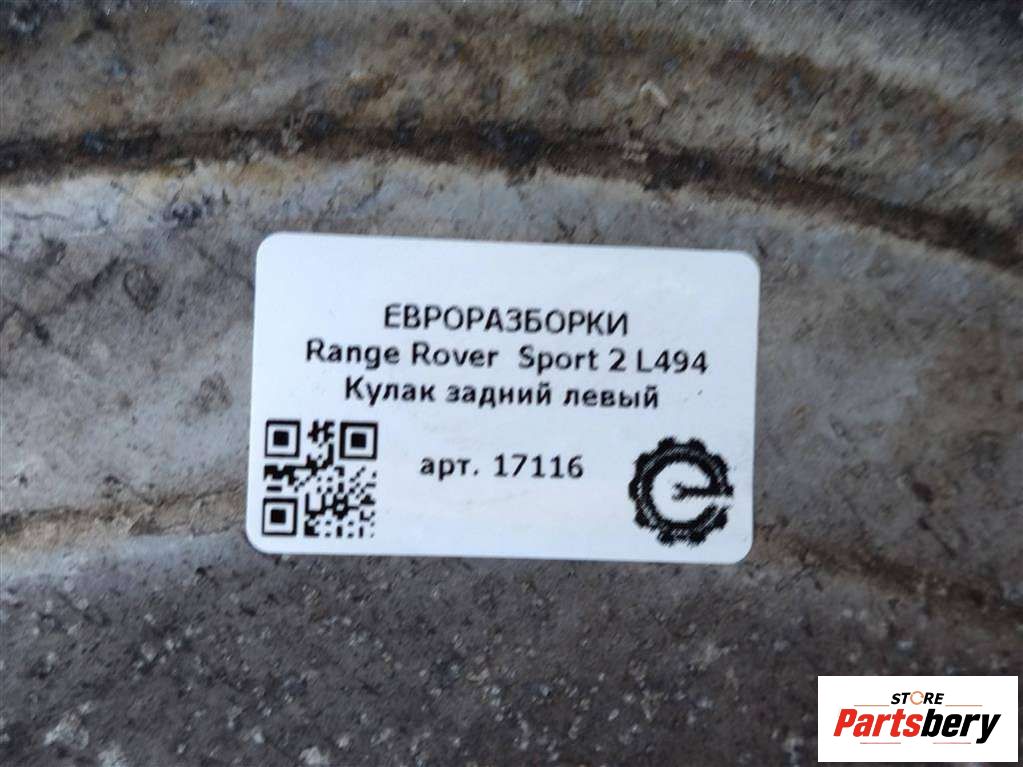 ЕВРОРАЗБОРКИ
Range Rover Sport 2 L494
Кулак задний левый
арт. 17116
STORE
Partsbery